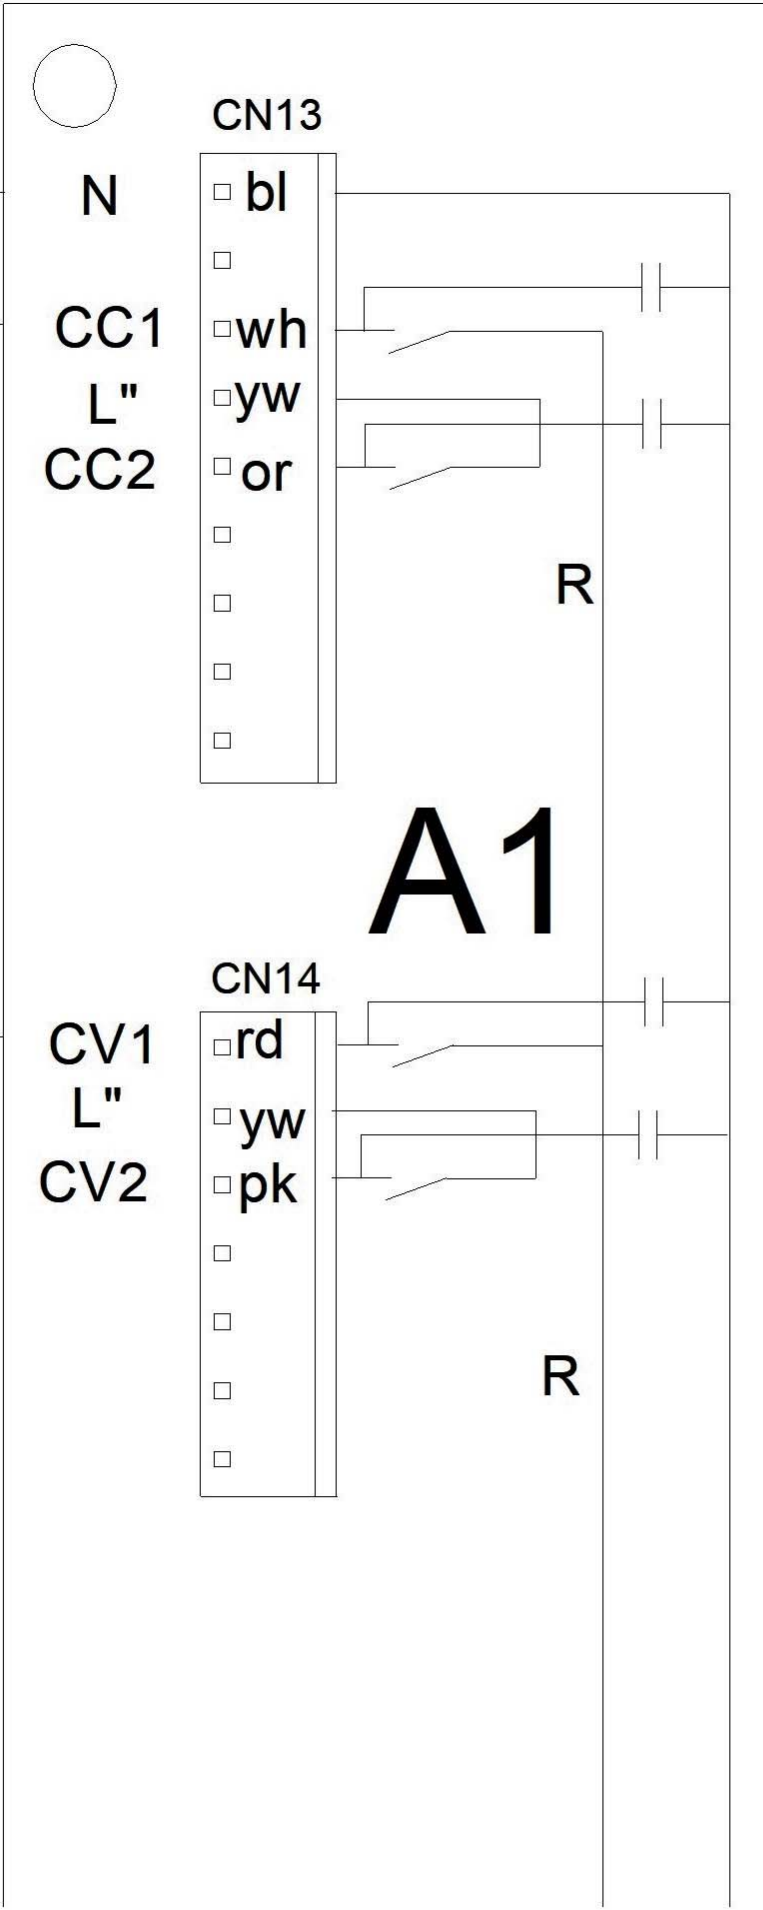 CN13
N bl
CC1 wh
L" yw
CC2 or
R
A1
CN14
CV1 rd
L" yw
CV2 pk
R